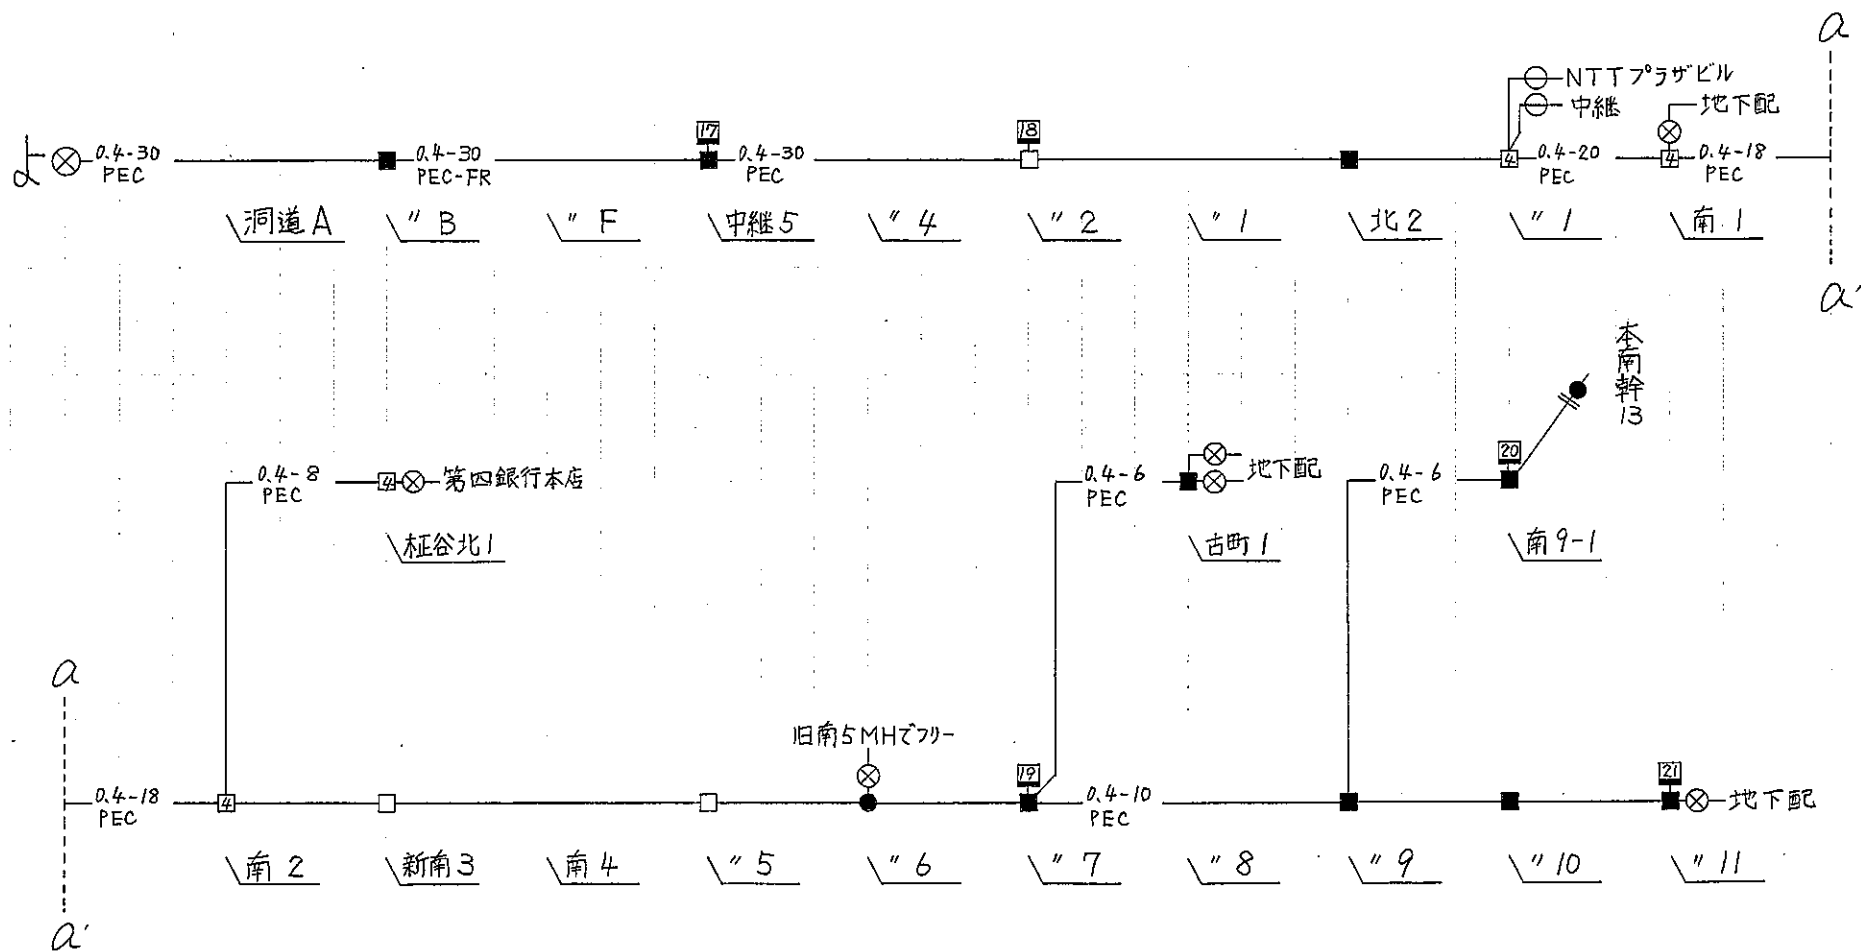 a
NTTプラザビル
中継
地下配
17
18
0.4-30
PEC
0.4-30
PEC-FR
0.4-30
PEC
4
0.4-20
PEC
4
0.4-18
PEC
洞道A
〃B
〃F
中継5
〃4
〃2
〃1
北2
〃1
南1
a'
本南幹13
20
0.4-8
PEC
4
第四銀行本店
0.4-6
PEC
地下配
0.4-6
PEC
柾谷北1
古町1
南9-1
a
旧南5MHでフリー
19
21
0.4-18
PEC
4
0.4-10
PEC
地下配
南2
新南3
南4
〃5
〃6
〃7
〃8
〃9
〃10
〃11
a'